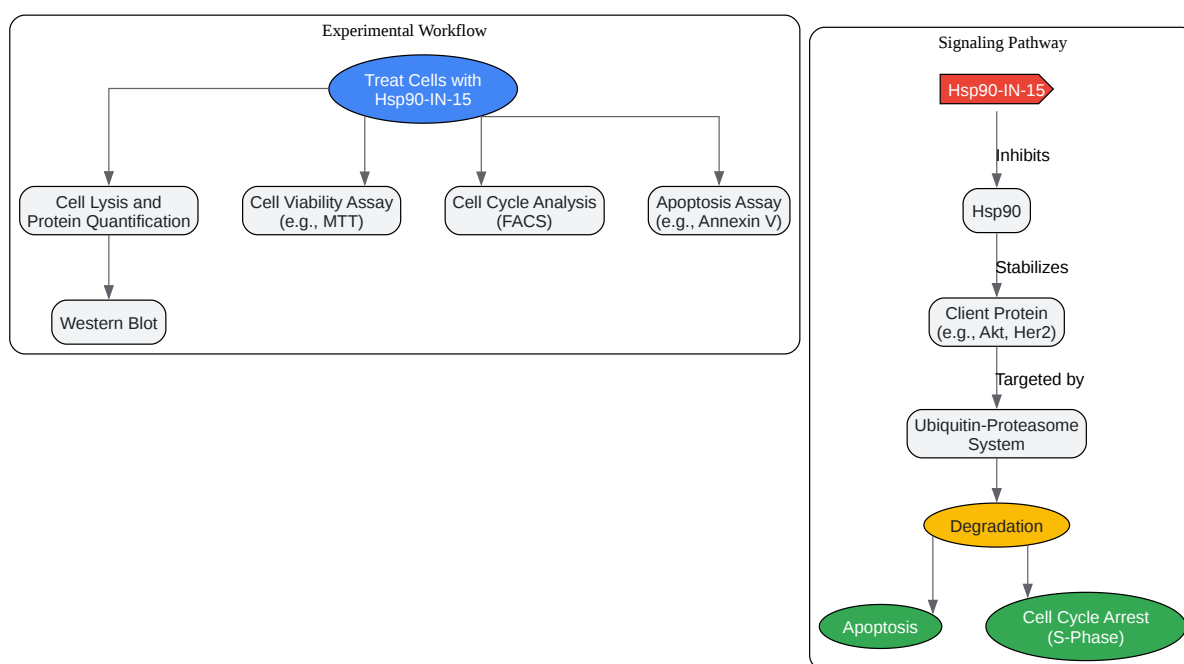 Experimental Workflow
Treat Cells with
Hsp90-IN-15
Cell Lysis and
Protein Quantification
Cell Viability Assay
(e.g., MTT)
Cell Cycle Analysis
(FACS)
Apoptosis Assay
(e.g., Annexin V)
Western Blot
Signaling Pathway
Hsp90-IN-15
Inhibits
Hsp90
Stabilizes
Client Protein
(e.g., Akt, Her2)
Targeted by
Ubiquitin-Proteasome
System
Degradation
Apoptosis
Cell Cycle Arrest
(S-Phase)